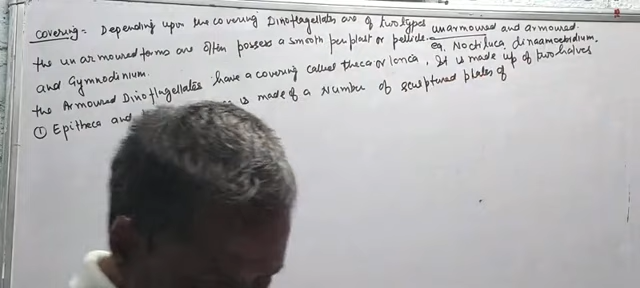 covering = Depending upon the covering Dinoflagellates are of two types unarmoured and armoured.
the unarmoured forms are often possess a smooth periplast or pellicle. eg. Noctiluca, dinamoebidium,
and Gymnodinium.
the Armoured Dinoflagellates have a covering called theca or lorica. It is made up of two halves
① Epitheca and is made of a number of sculptured plates of